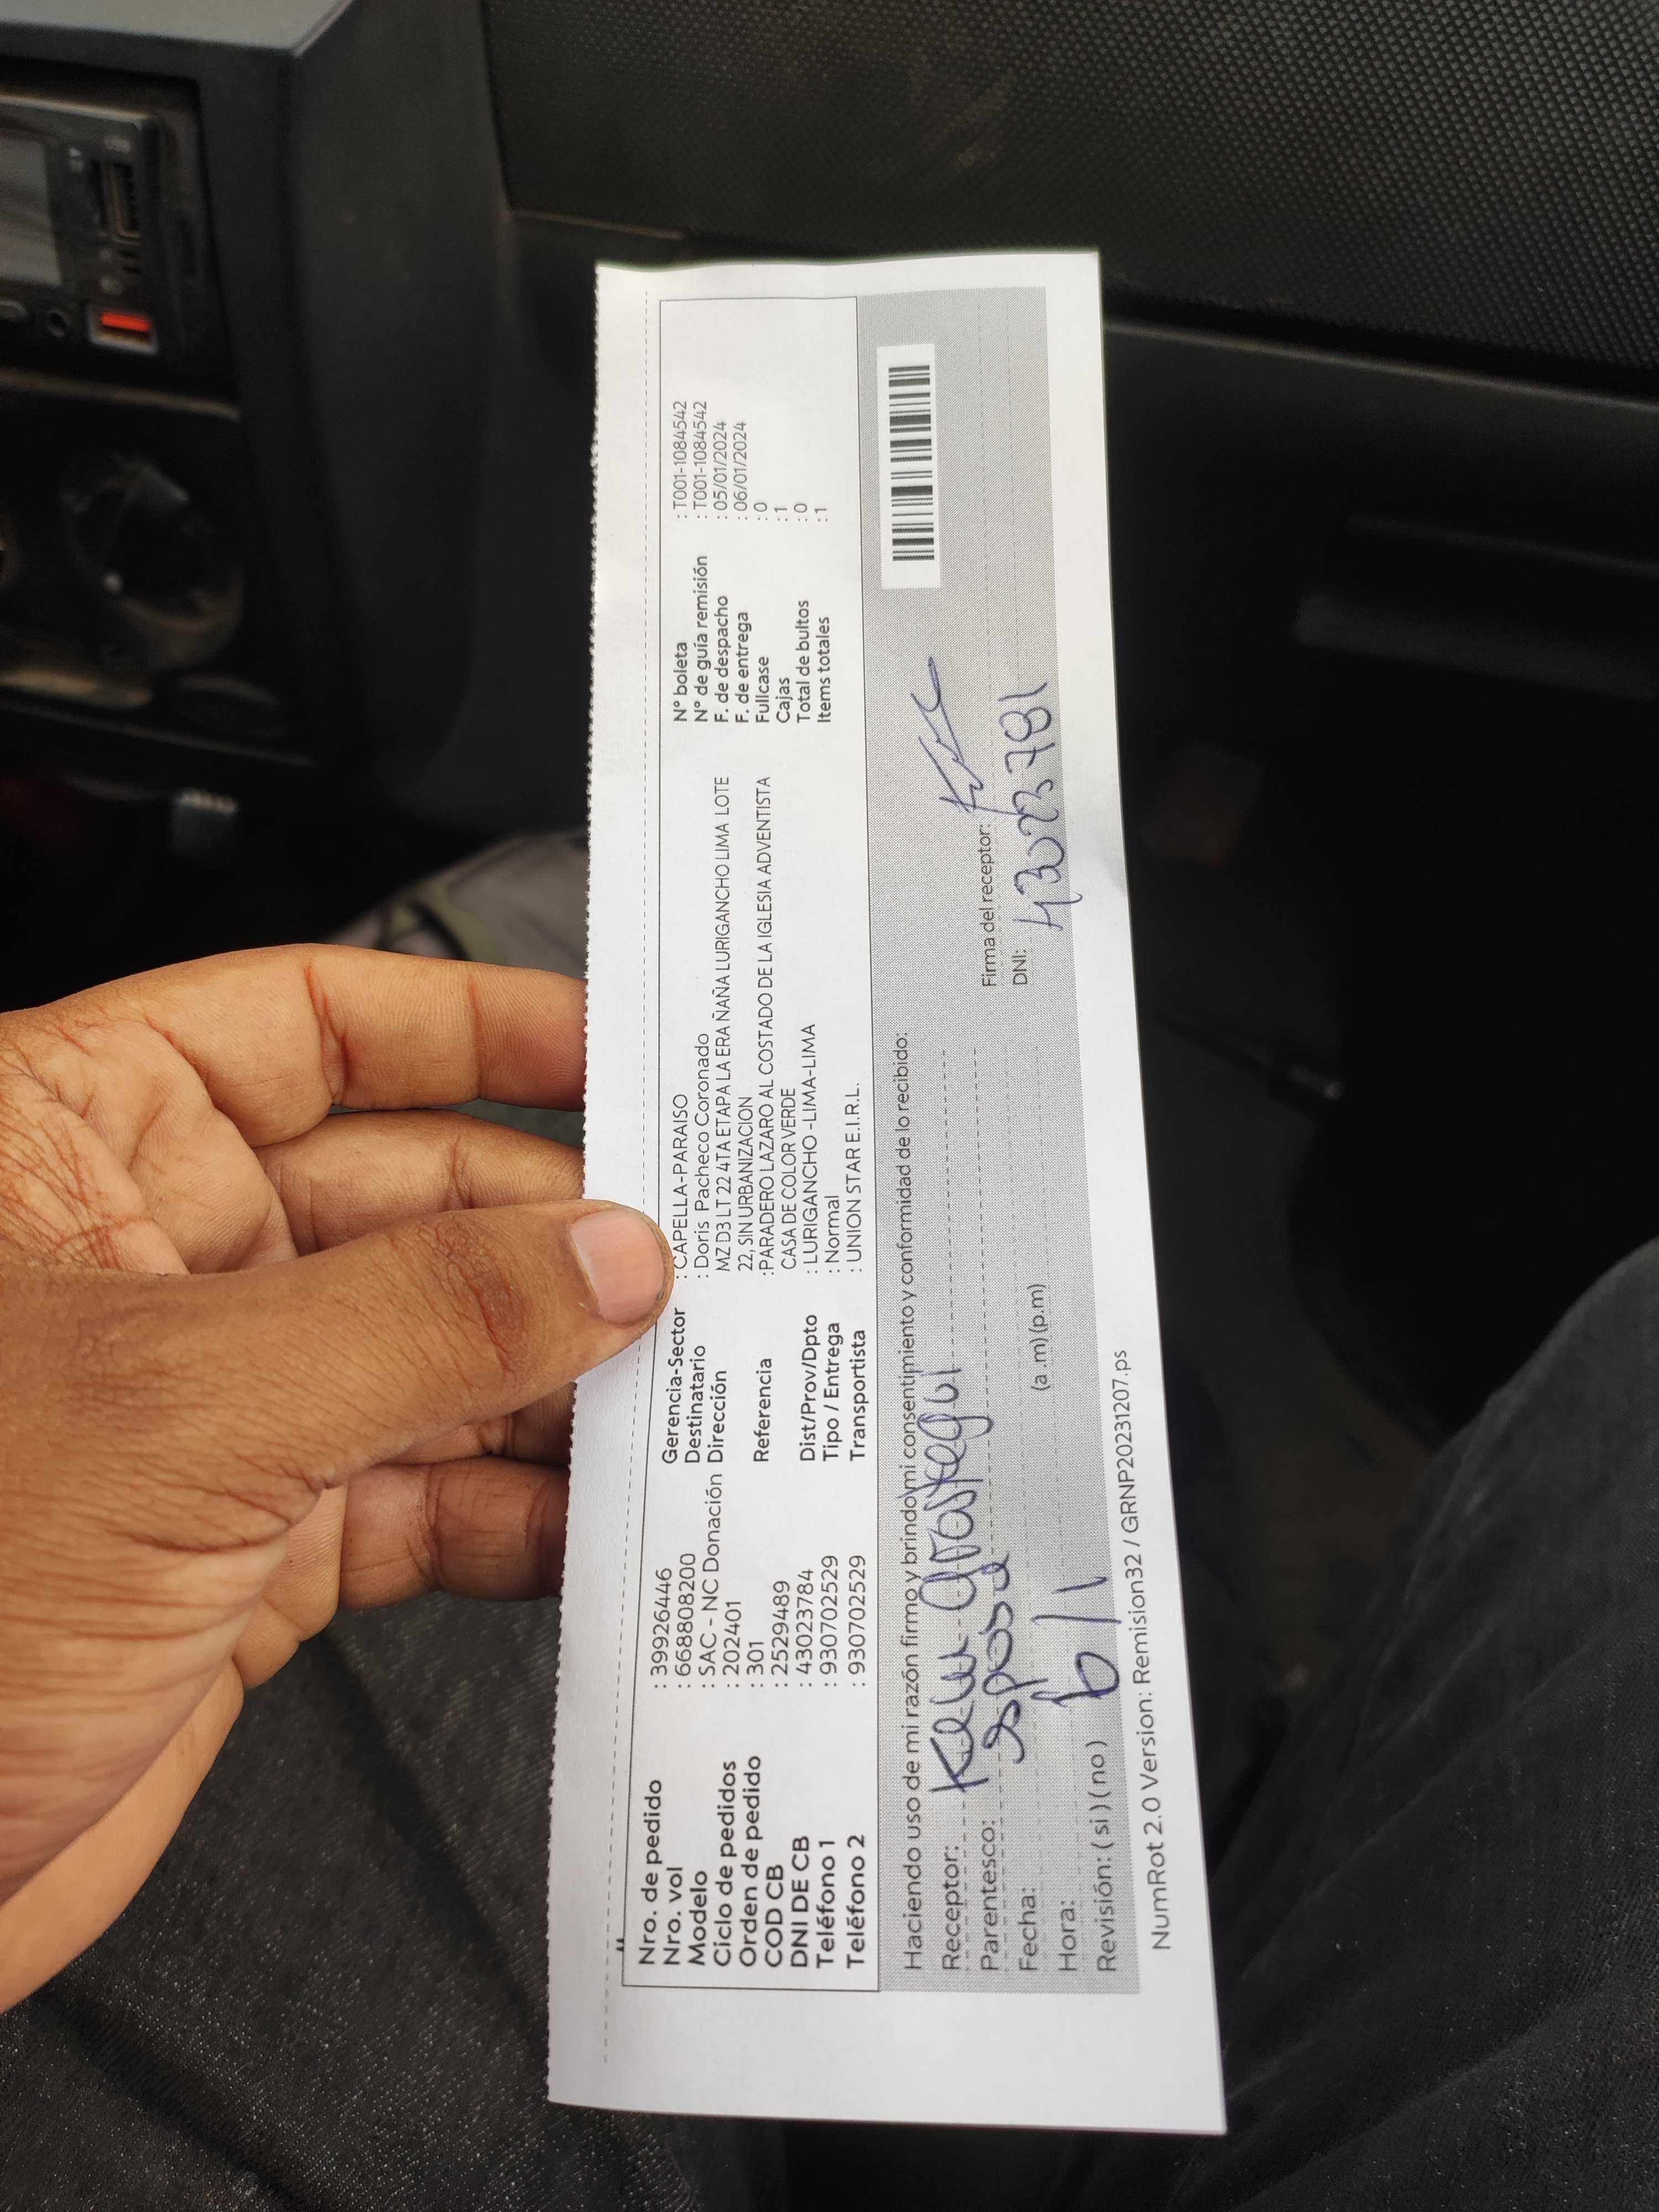 Nro. de pedido : 39926446
Nro. vol : 668808200
Modelo : SAC - NC Donación
Ciclo de pedidos : 202401
Orden de pedido : 301
COD CB : 2529489
DNI DE CB : 43023784
Teléfono 1 : 930702529
Teléfono 2 : 930702529
Gerencia-Sector : CAPELLA-PARAISO
Destinatario : Doris Pacheco Coronado
Dirección MZ D3 LT 22 4TA ETAPA LA ERA ÑAÑA LURIGANCHO LIMA LOTE
22, SIN URBANIZACION
Referencia :PARADERO LAZARO AL COSTADO DE LA IGLESIA ADVENTISTA
CASA DE COLOR VERDE
Dist/Prov/Dpto : LURIGANCHO -LIMA-LIMA
Tipo / Entrega : Normal
Transportista : UNION STAR E.I.R.L.
N° boleta : T001-1084542
N° de guía remisión : T001-1084542
F. de despacho : 05/01/2024
F. de entrega : 06/01/2024
Fullcase : 0
Cajas : 1
Total de bultos : 0
Items totales : 1
Haciendo uso de mi razón firmo y brindo mi consentimiento y conformidad de lo recibido:
Receptor:
Parentesco: esposo
Fecha: 6/1
Hora: (a .m) (p.m)
Revisión: ( si ) ( no )
Firma del receptor:
DNI: 43023781
NumRot 2.0 Version: Remision32 / GRNP20231207.ps